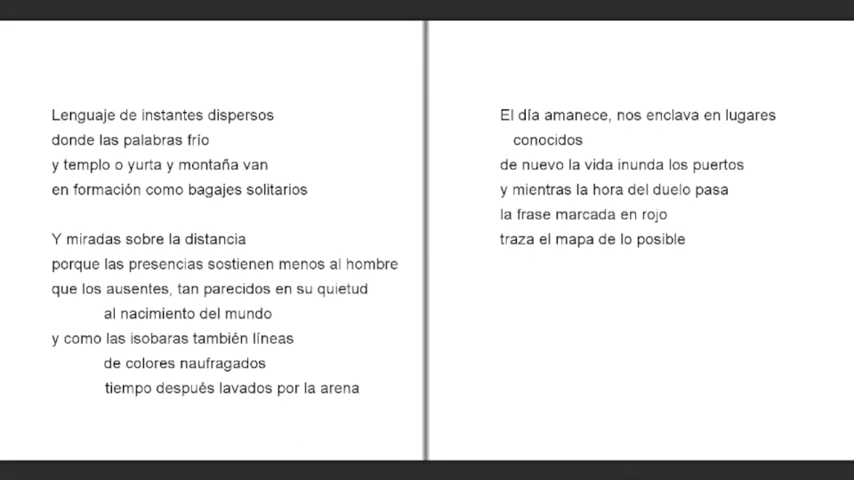 Lenguaje de instantes dispersos
donde las palabras frío
y templo o yurta y montaña van
en formación como bagajes solitarios
Y miradas sobre la distancia
porque las presencias sostienen menos al hombre
que los ausentes, tan parecidos en su quietud
al nacimiento del mundo
y como las isobaras también líneas
de colores naufragados
tiempo después lavados por la arena
El día amanece, nos enclava en lugares
conocidos
de nuevo la vida inunda los puertos
y mientras la hora del duelo pasa
la frase marcada en rojo
traza el mapa de lo posible